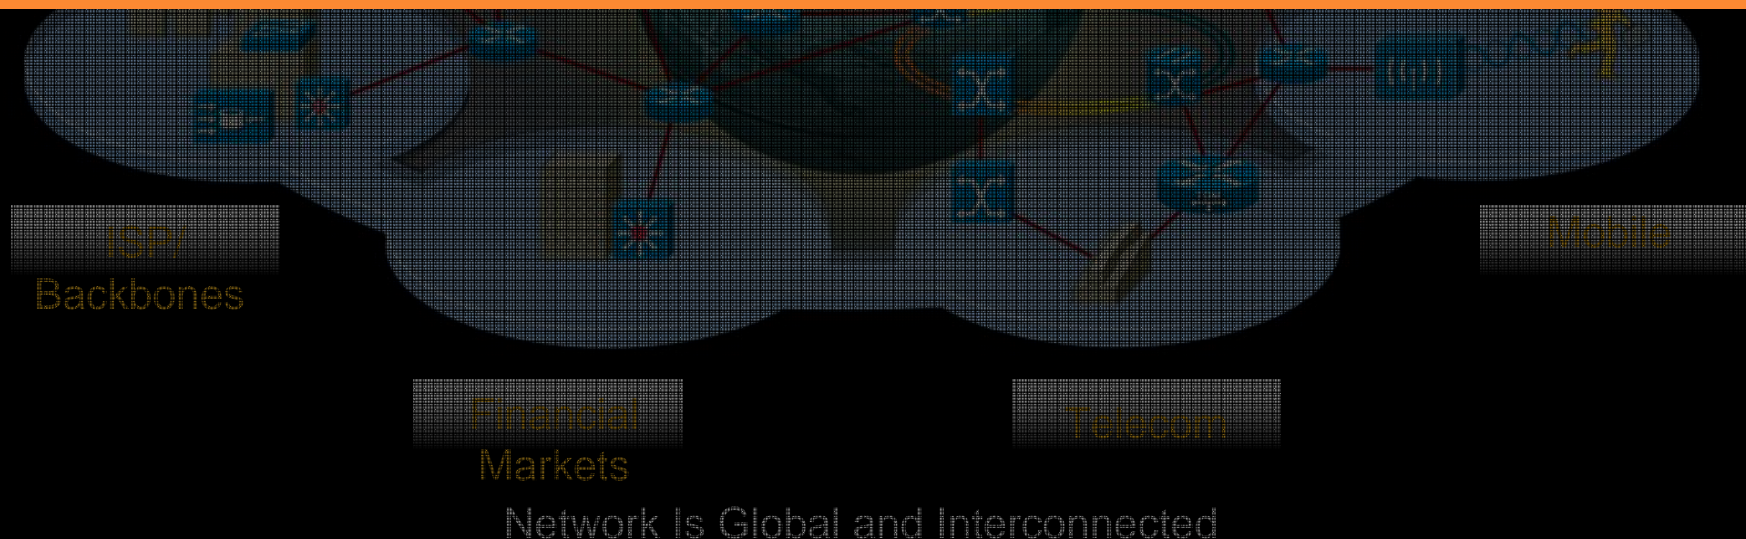 ISP/
Backbones
Mobile
Financial
Markets
Telecom
Network Is Global and Interconnected